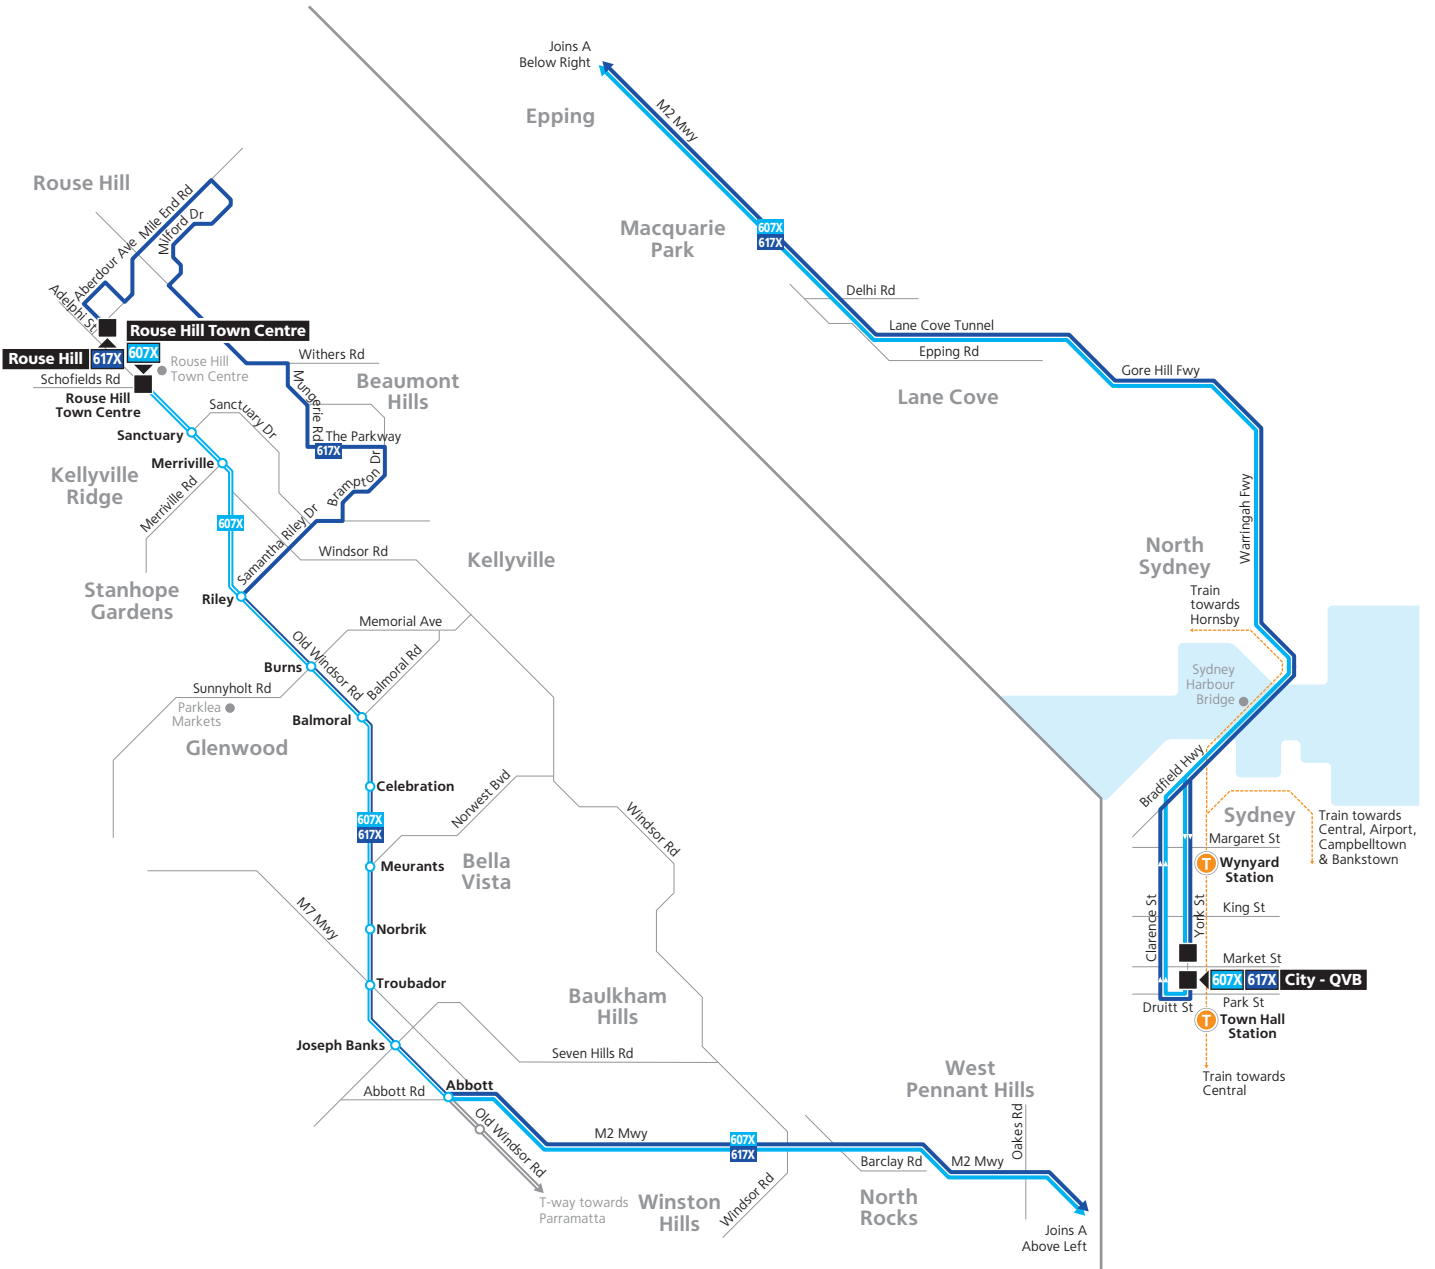 Joins A
Below Right
Epping
M2 Mwy
Rouse Hill
Mile End Rd
Milford Dr
Aberdour Ave
Adelphi St
Macquarie
Park
607X
617X
Delhi Rd
Lane Cove Tunnel
Epping Rd
Gore Hill Fwy
Lane Cove
Rouse Hill Town Centre
Rouse Hill
617X
607X
Rouse Hill
Town Centre
Schofields Rd
Rouse Hill
Town Centre
Withers Rd
Mungerie Rd
Beaumont
Hills
Sanctuary Dr
The Parkway
617X
Brampton Dr
Sanctuary
Merriville
Kellyville
Ridge
Merriville Rd
607X
Samantha Riley Dr
Windsor Rd
Kellyville
Stanhope
Gardens
Riley
Warringah Fwy
North
Sydney
Train
towards
Hornsby
Memorial Ave
Old Windsor Rd
Balmoral Rd
Burns
Sunnyholt Rd
Parklea
Markets
Balmoral
Glenwood
Sydney
Harbour
Bridge
Celebration
Norwest Bvd
Windsor Rd
607X
617X
Meurants
Bella
Vista
Bradfield Hwy
Sydney
Train towards
Central, Airport,
Campbelltown
& Bankstown
Margaret St
T
Wynyard
Station
King St
Clarence St
York St
Market St
607X
617X
City - QVB
Park St
Druitt St
T
Town Hall
Station
Train towards
Central
M7 Mwy
Norbrik
Troubador
Baulkham
Hills
Joseph Banks
Seven Hills Rd
Abbott Rd
Abbott
Old Windsor Rd
West
Pennant Hills
Oakes Rd
M2 Mwy
607X
617X
Barclay Rd
M2 Mwy
T-way towards
Parramatta
Winston
Hills
Windsor Rd
North
Rocks
Joins A
Above Left